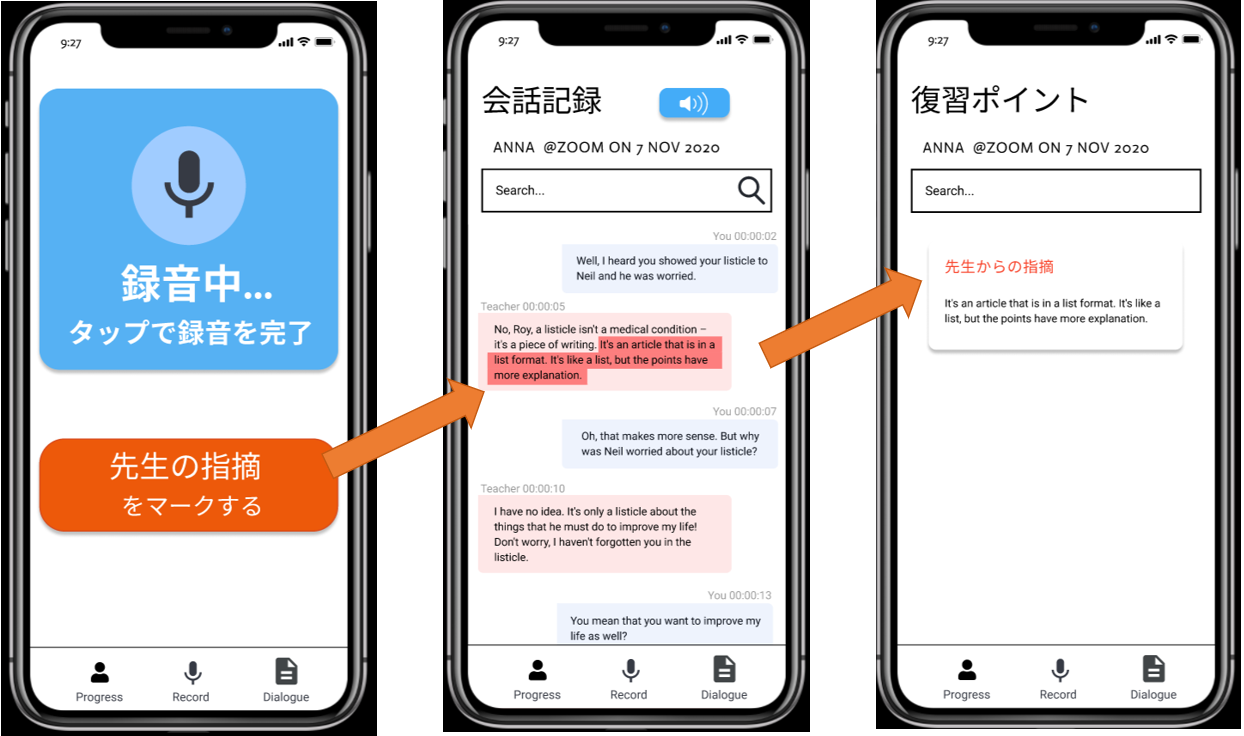 9:27
録音中...
タップで録音を完了
先生の指摘
をマークする
Progress
Record
Dialogue
9:27
会話記録
ANNA @ZOOM ON 7 NOV 2020
Search...
You 00:00:02
Well, I heard you showed your listicle to
Neil and he was worried.
Teacher 00:00:05
No, Roy, a listicle isn't a medical condition –
it's a piece of writing. It's an article that is in a
list format. It's like a list, but the points have
more explanation.
You 00:00:07
Oh, that makes more sense. But why
was Neil worried about your listicle?
Teacher 00:00:10
I have no idea. It's only a listicle about the
things that he must do to improve my life!
Don't worry, I haven't forgotten you in the
listicle.
You 00:00:13
You mean that you want to improve my
life as well?
Progress
Record
Dialogue
9:27
復習ポイント
ANNA @ZOOM ON 7 NOV 2020
Search...
先生からの指摘
It's an article that is in a list format. It's like a
list, but the points have more explanation.
Progress
Record
Dialogue